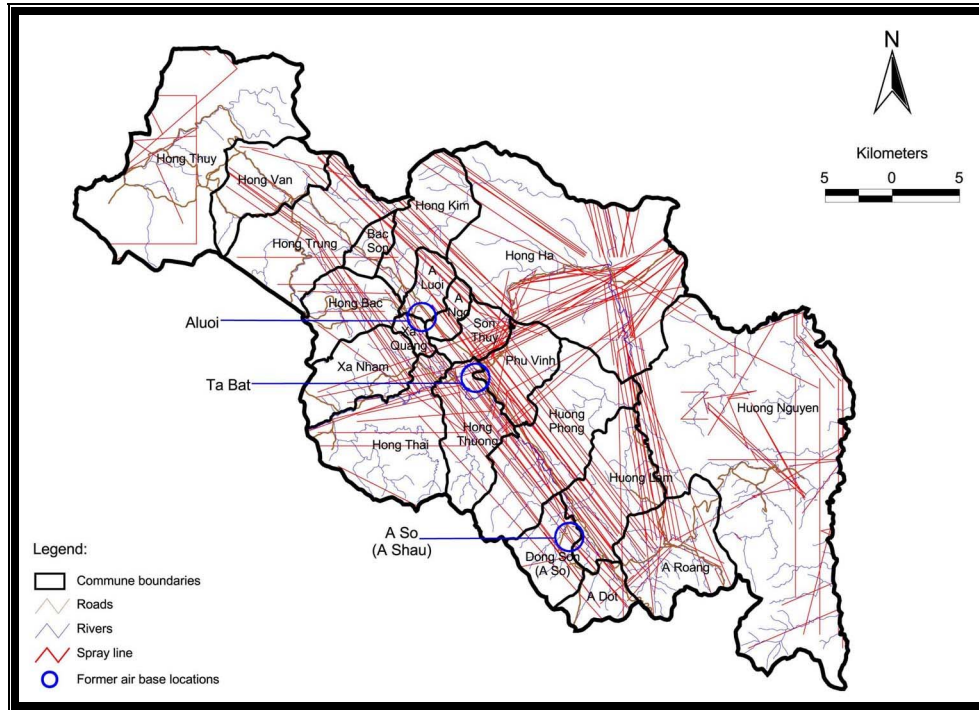 N
Kilometers
5 0 5
Hong Thuy
Hong Van
Hong Kim
Bac
Son
Hong Trung
Hong Ha
A
Luoi
A
Ngo
Hong Bac
Son
Thuy
Aluoi
Xa
Quang
Xa Nham
Phu Vinh
Ta Bat
Huong Nguyen
Huong
Phong
Hong
Thuong
Hong Thai
Huong Lam
A So
(A Shau)
Dong Son
(A So)
A Roang
A Dot
Legend:
Commune boundaries
Roads
Rivers
Spray line
Former air base locations